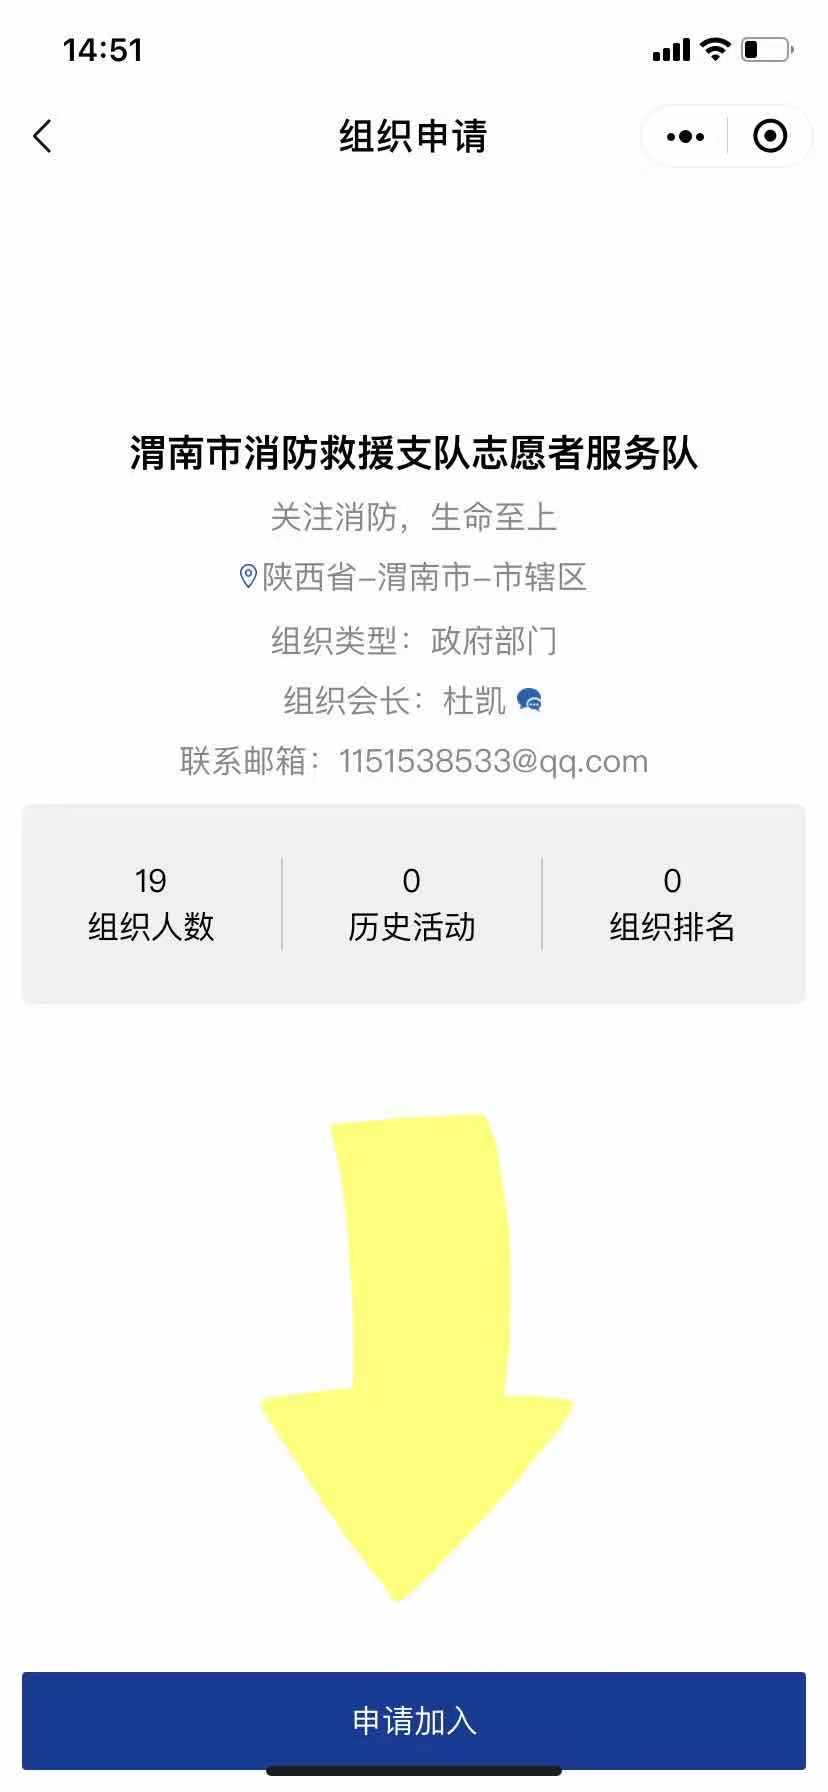 14:51
组织申请
渭南市消防救援支队志愿者服务队
关注消防，生命至上
陕西省-渭南市-市辖区
组织类型：政府部门
组织会长：杜凯
联系邮箱：1151538533@qq.com
19 0 0
组织人数 历史活动 组织排名
申请加入